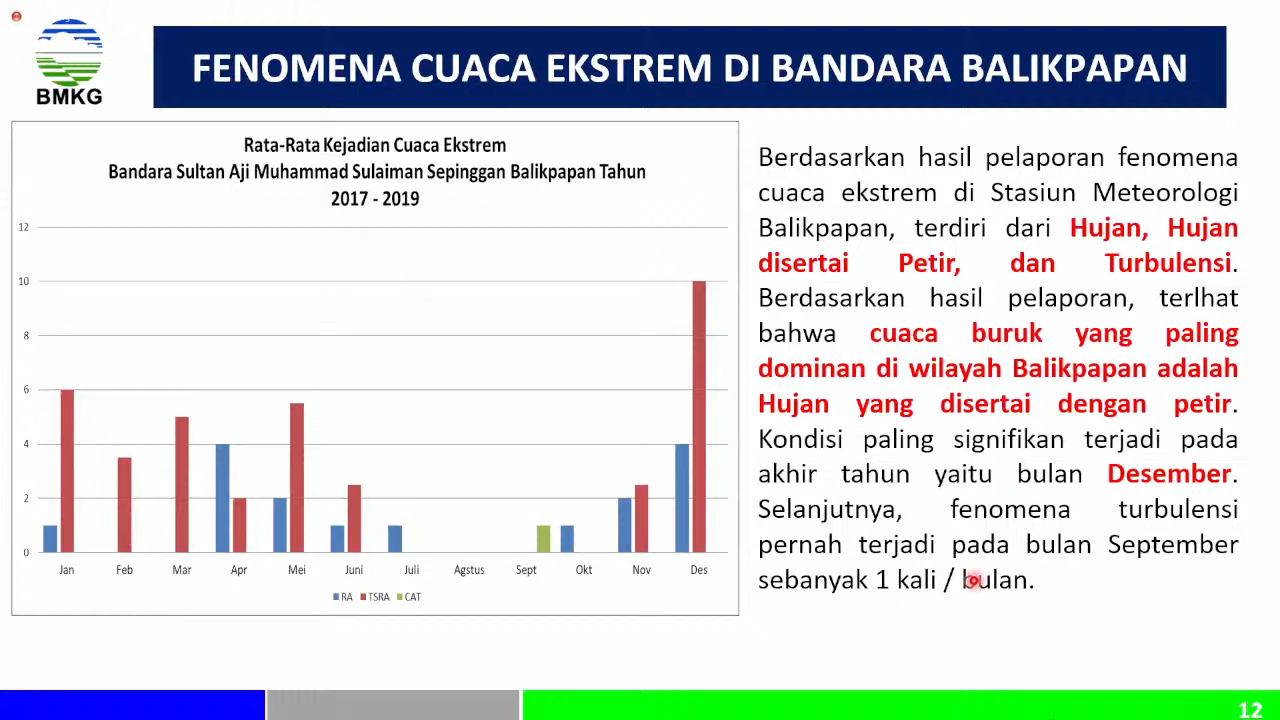 BMKG
FENOMENA CUACA EKSTREM DI BANDARA BALIKPAPAN
Rata-Rata Kejadian Cuaca Ekstrem
Bandara Sultan Aji Muhammad Sulaiman Sepinggan Balikpapan Tahun
2017 - 2019
12
10
8
6
4
2
0
Jan Feb Mar Apr Mei Juni Juli Agstus Sept Okt Nov Des
RA TSRA CAT
Berdasarkan hasil pelaporan fenomena
cuaca ekstrem di Stasiun Meteorologi
Balikpapan, terdiri dari Hujan, Hujan
disertai Petir, dan Turbulensi.
Berdasarkan hasil pelaporan, terlhat
bahwa cuaca buruk yang paling
dominan di wilayah Balikpapan adalah
Hujan yang disertai dengan petir.
Kondisi paling signifikan terjadi pada
akhir tahun yaitu bulan Desember.
Selanjutnya, fenomena turbulensi
pernah terjadi pada bulan September
sebanyak 1 kali / bulan.
12